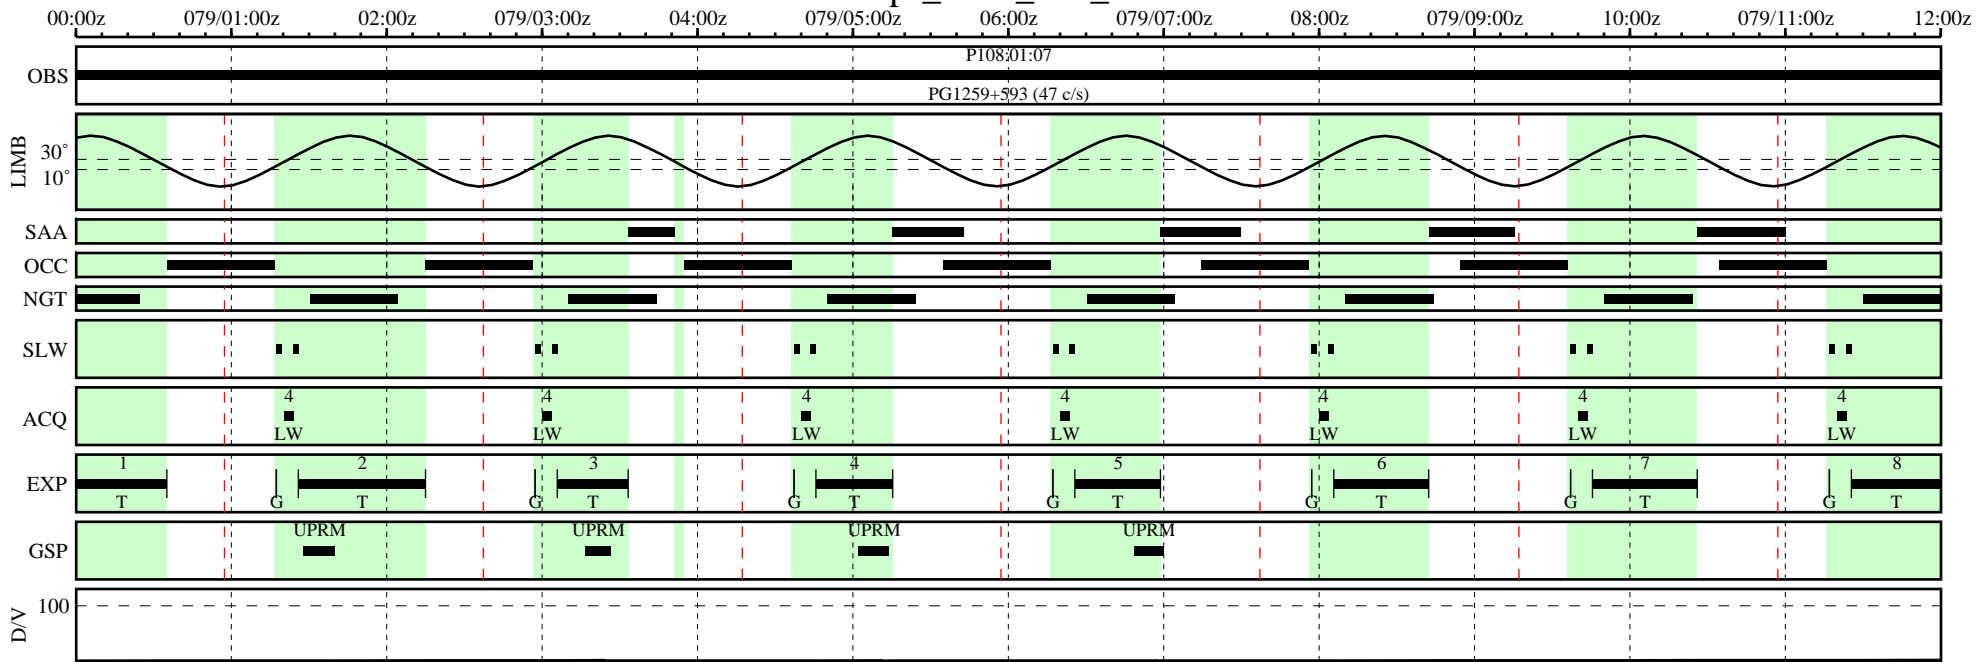 00:00z 079/01:00z 02:00z 079/03:00z 04:00z 079/05:00z 06:00z 079/07:00z 08:00z 079/09:00z 10:00z 079/11:00z 12:00z
OBS
P108:01:07
PG1259+593 (47 c/s)
LIMB
30°
10°
SAA
OCC
NGT
SLW
ACQ
4 4 4 4 4 4 4
LW LW LW LW LW LW LW
EXP
1 2 3 4 5 6 7 8
T G T G T G T G T G T G T G T
GSP
UPRM UPRM UPRM UPRM
D/V
100